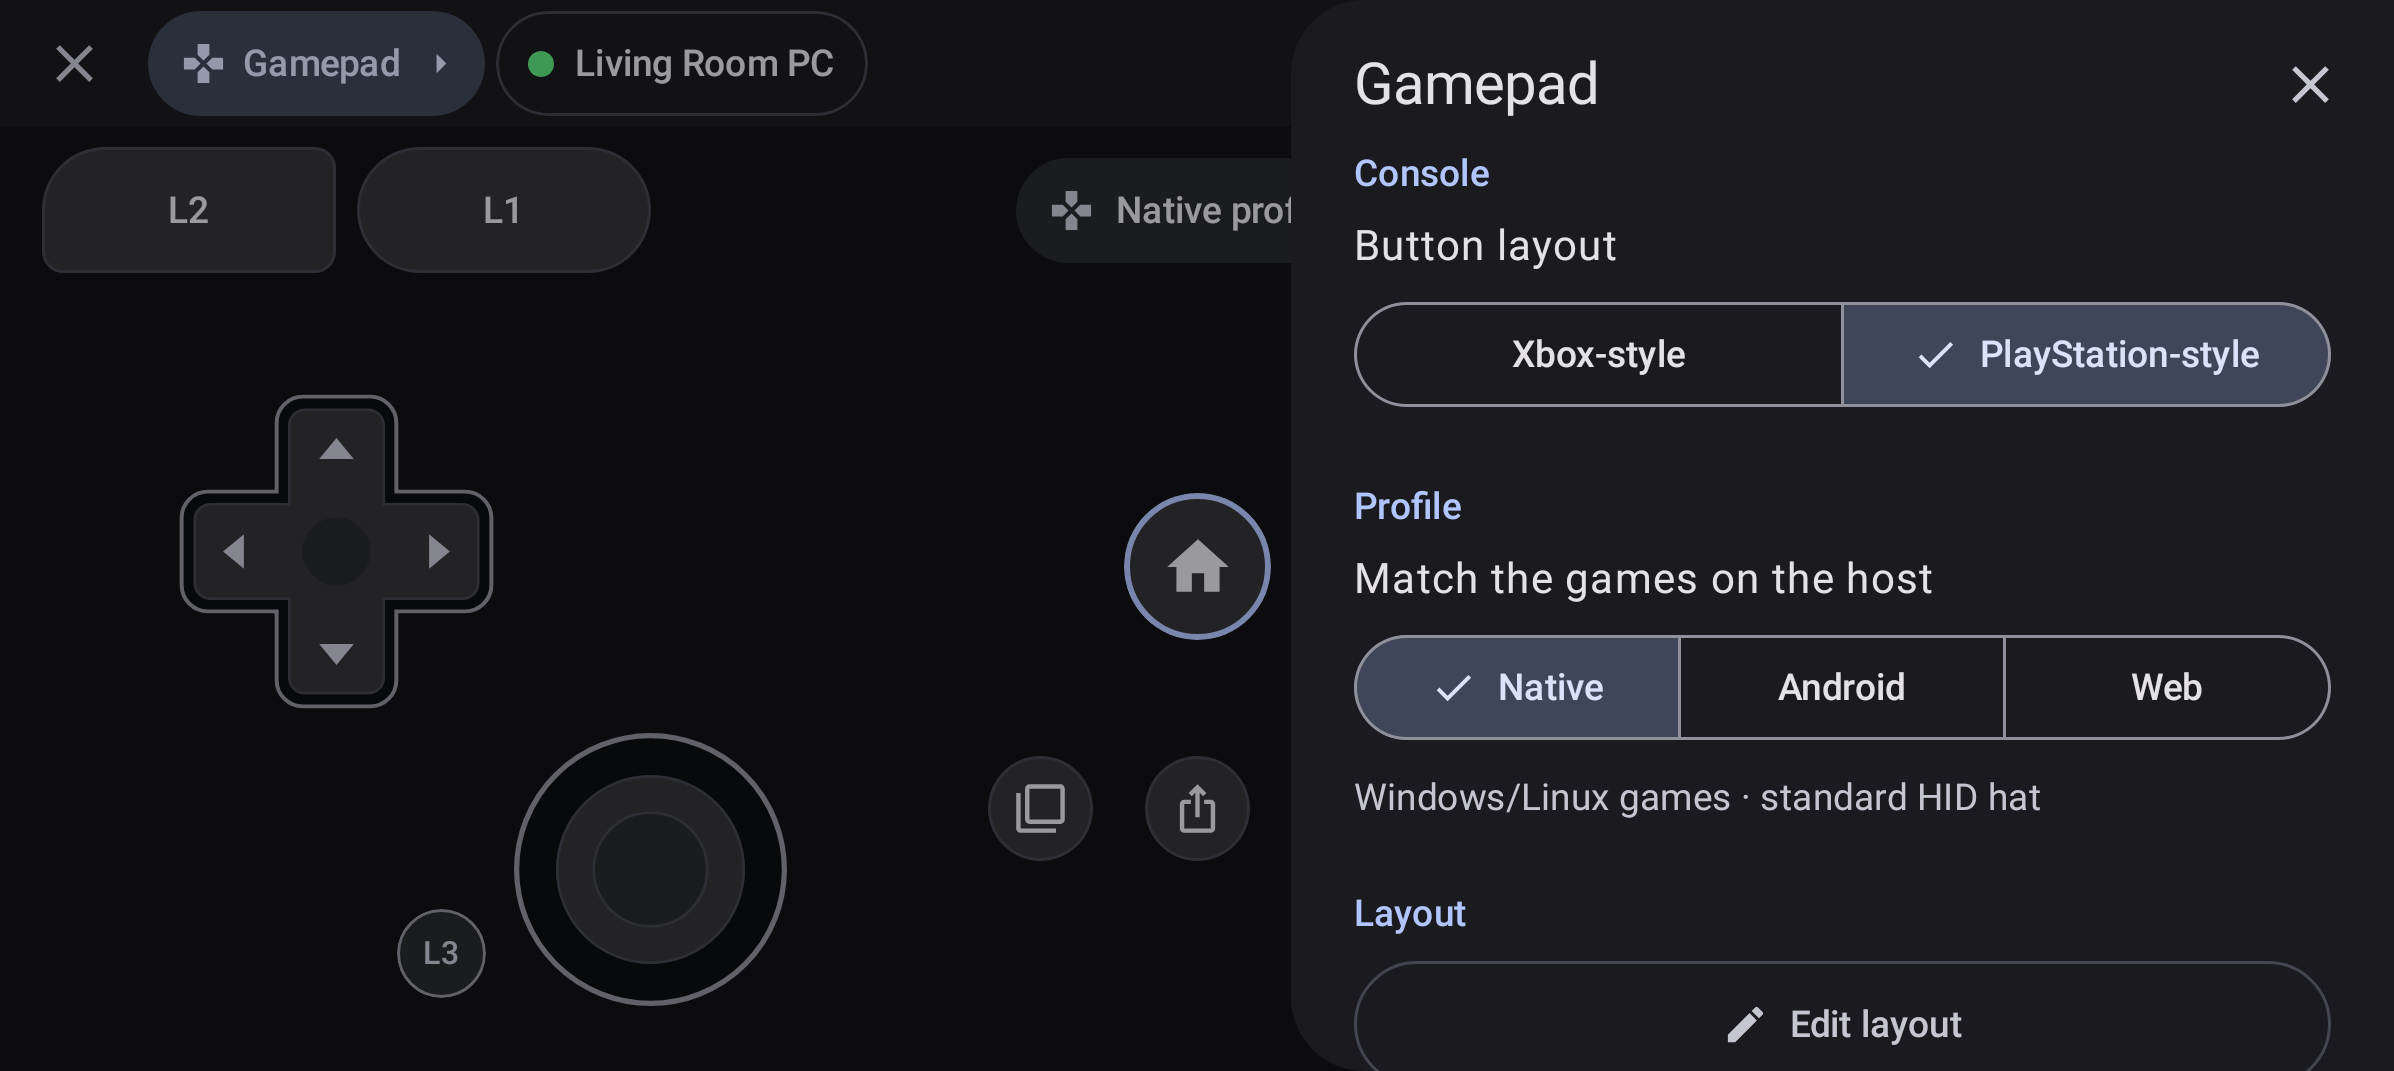 Gamepad
Living Room PC
L2
L1
Native prof
L3
Gamepad
Console
Button layout
Xbox-style
PlayStation-style
Profile
Match the games on the host
Native
Android
Web
Windows/Linux games · standard HID hat
Layout
Edit layout